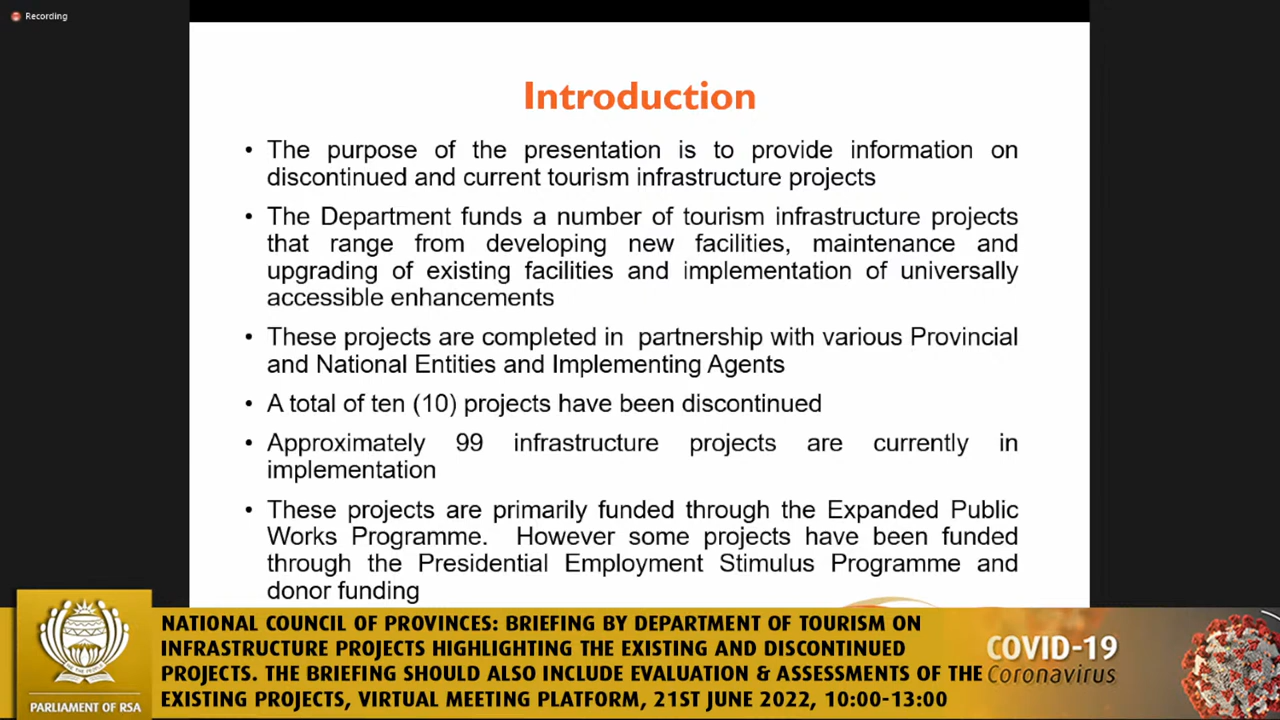 Recording
Introduction
• The purpose of the presentation is to provide information on
discontinued and current tourism infrastructure projects
• The Department funds a number of tourism infrastructure projects
that range from developing new facilities, maintenance and
upgrading of existing facilities and implementation of universally
accessible enhancements
• These projects are completed in partnership with various Provincial
and National Entities and Implementing Agents
• A total of ten (10) projects have been discontinued
• Approximately 99 infrastructure projects are currently in
implementation
• These projects are primarily funded through the Expanded Public
Works Programme. However some projects have been funded
through the Presidential Employment Stimulus Programme and
donor funding
NATIONAL COUNCIL OF PROVINCES: BRIEFING BY DEPARTMENT OF TOURISM ON
INFRASTRUCTURE PROJECTS HIGHLIGHTING THE EXISTING AND DISCONTINUED
PROJECTS. THE BRIEFING SHOULD ALSO INCLUDE EVALUATION & ASSESSMENTS OF THE
EXISTING PROJECTS, VIRTUAL MEETING PLATFORM, 21ST JUNE 2022, 10:00-13:00
PARLIAMENT OF RSA
COVID-19
Coronavirus